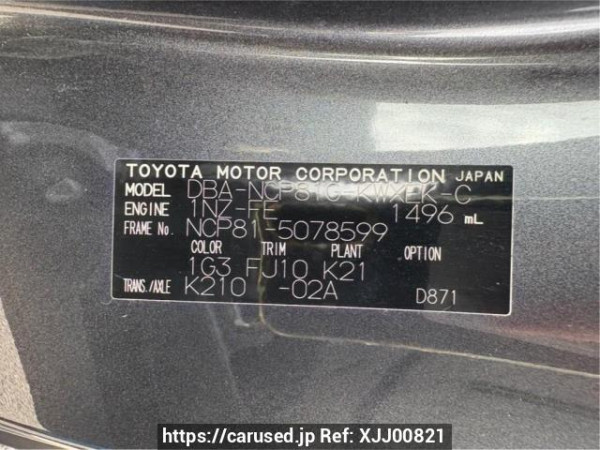 TOYOTA MOTOR CORPORATION JAPAN
MODEL DBA-NCP81G-KWXEK-C
ENGINE 1NZ-FE 1496 mL
FRAME No. NCP81-5078599
COLOR TRIM PLANT OPTION
1G3 FJ10 K21
TRANS./AXLE K210 -02A D871
https://carused.jp Ref: XJJ00821